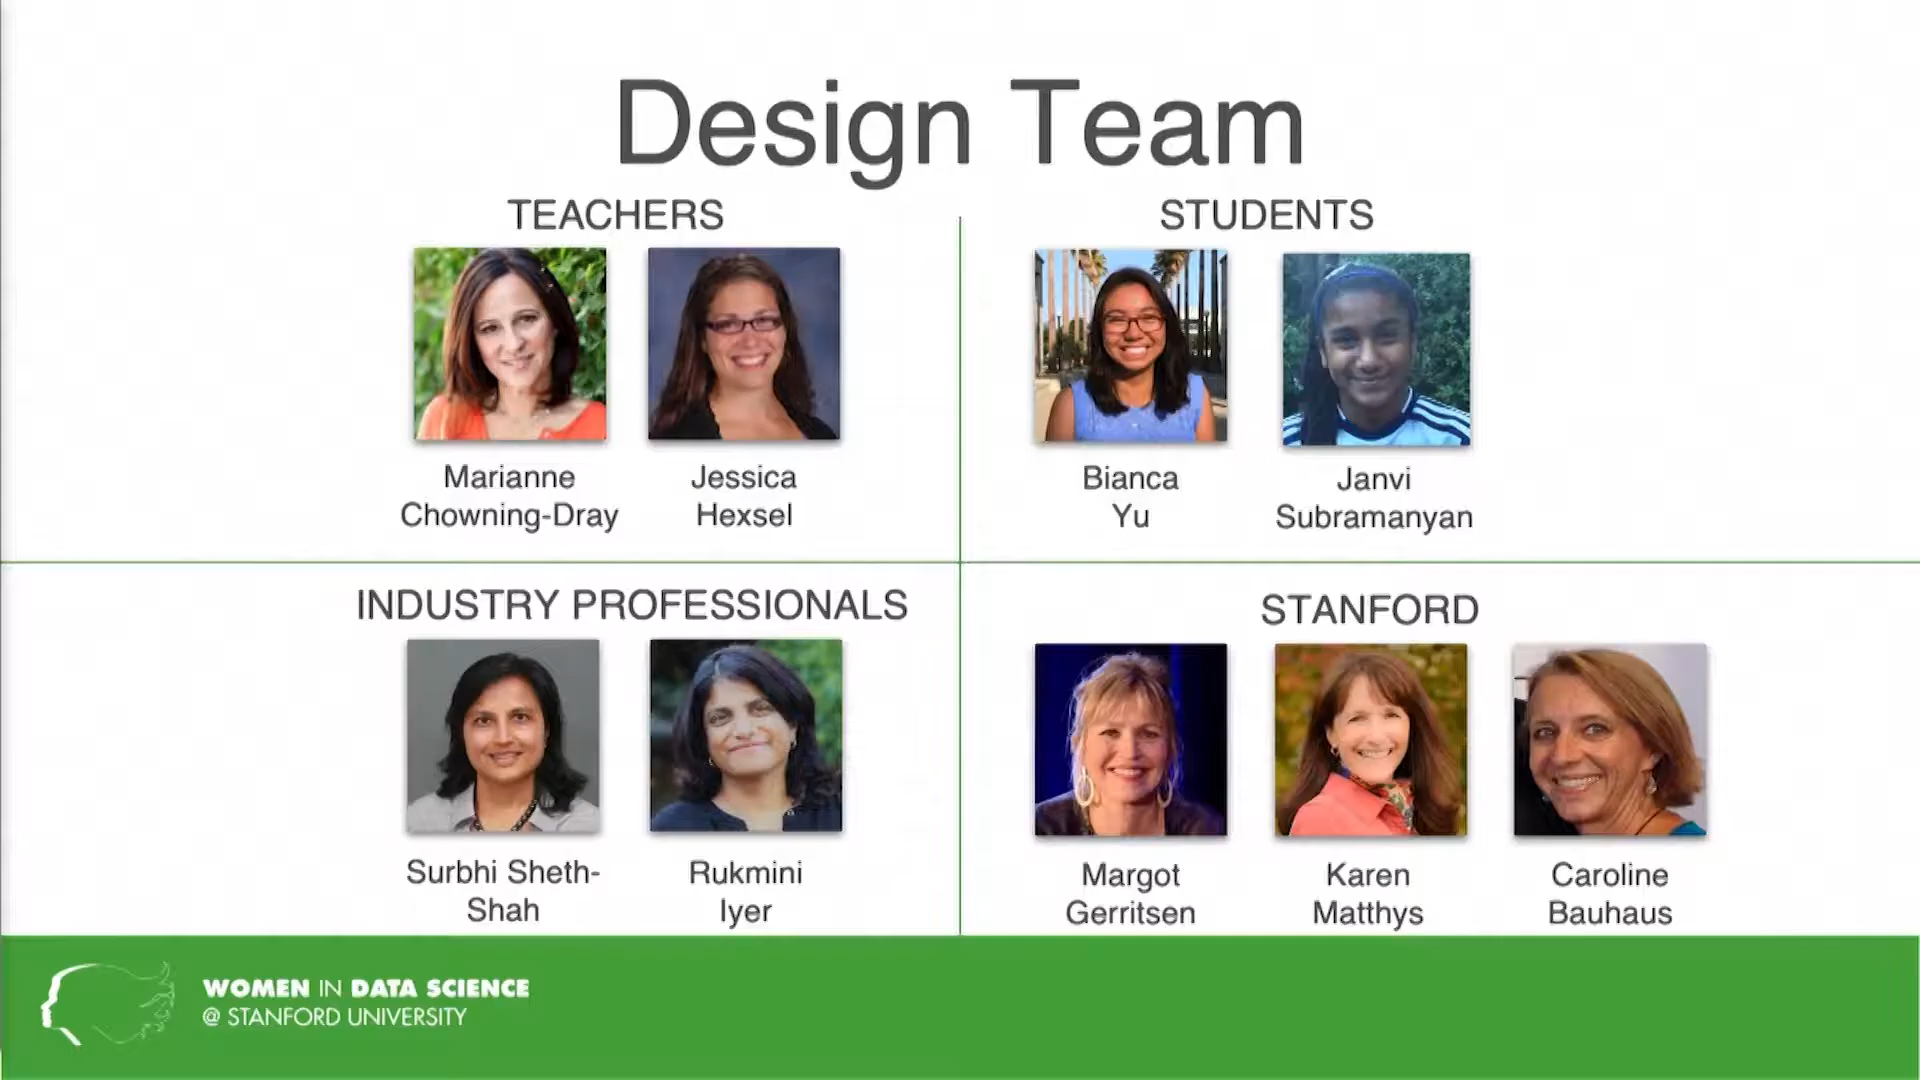 Design Team
TEACHERS
Marianne
Chowning-Dray
Jessica
Hexsel
STUDENTS
Bianca
Yu
Janvi
Subramanyan
INDUSTRY PROFESSIONALS
Surbhi Sheth-
Shah
Rukmini
Iyer
STANFORD
Margot
Gerritsen
Karen
Matthys
Caroline
Bauhaus
WOMEN IN DATA SCIENCE
@ STANFORD UNIVERSITY